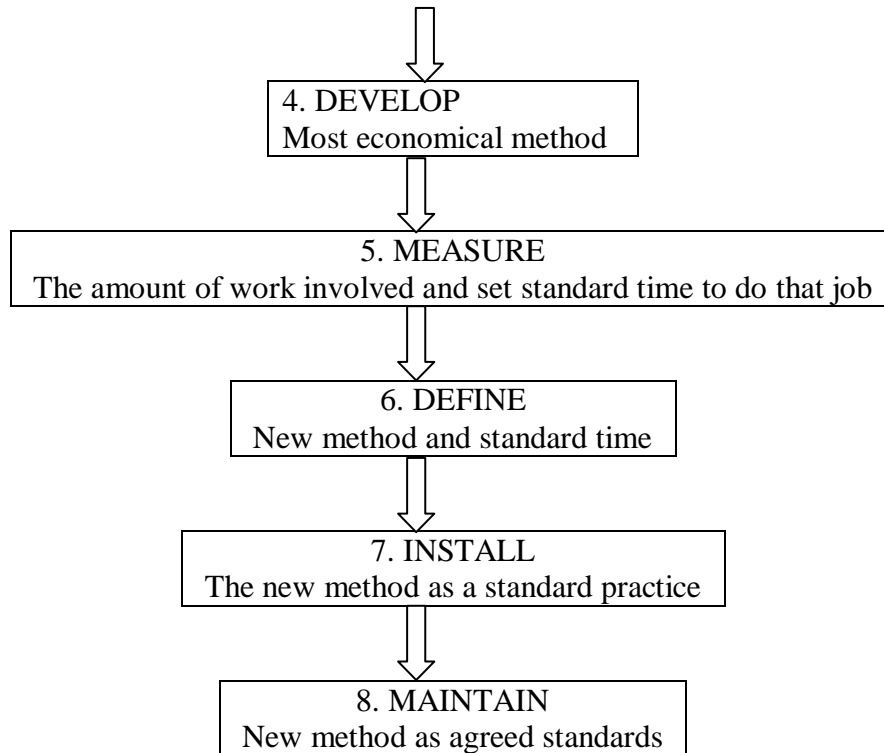 4. DEVELOP
Most economical method
5. MEASURE
The amount of work involved and set standard time to do that job
6. DEFINE
New method and standard time
7. INSTALL
The new method as a standard practice
8. MAINTAIN
New method as agreed standards